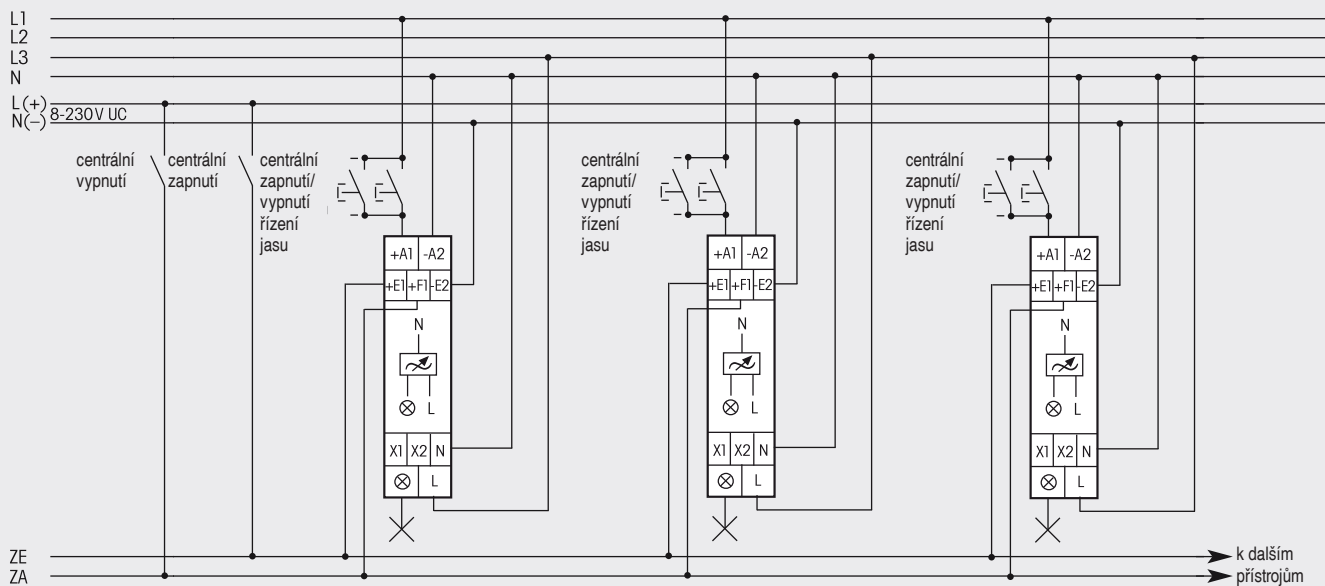 L1
L2
L3
N
L(+)
N(−) 8-230V UC
centrální
vypnutí
centrální
zapnutí
centrální
zapnutí/
vypnutí
řízení
jasu
centrální
zapnutí/
vypnutí
řízení
jasu
centrální
zapnutí/
vypnutí
řízení
jasu
+A1 -A2
+E1 +F1 -E2
N
L
X1 X2 N
L
+A1 -A2
+E1 +F1 -E2
N
L
X1 X2 N
L
+A1 -A2
+E1 +F1 -E2
N
L
X1 X2 N
L
ZE
ZA
k dalším
přístrojům